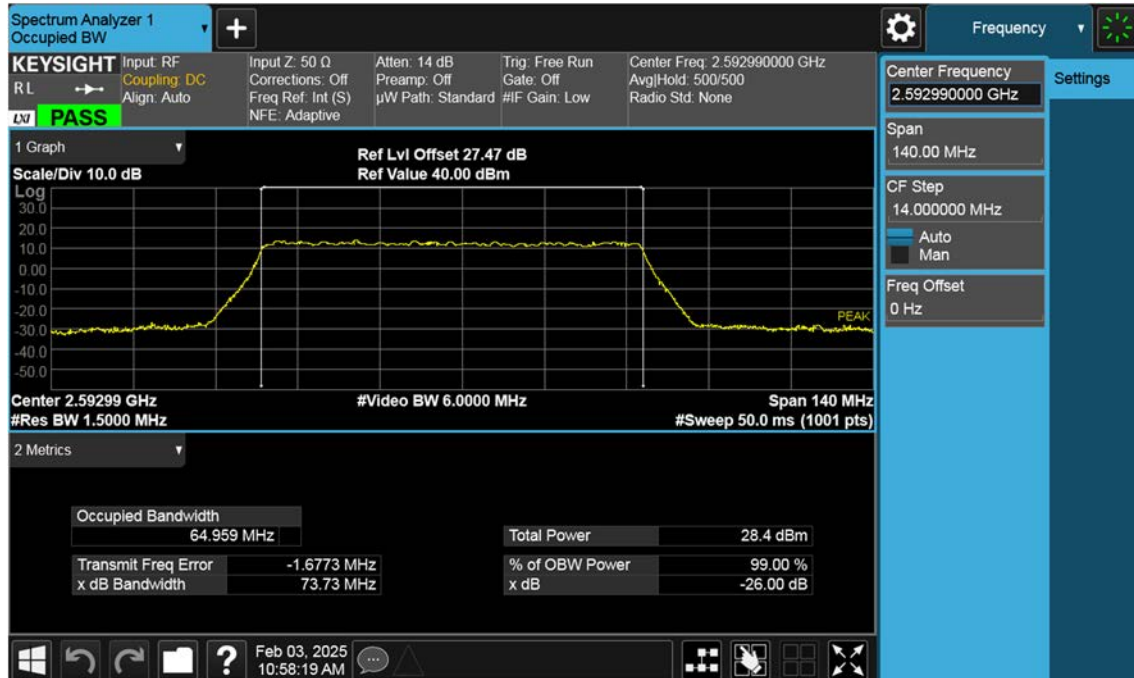 Spectrum Analyzer 1
Occupied BW
Frequency
KEYSIGHT
R L
LXI PASS
Input: RF
Coupling: DC
Align: Auto
Input Z: 50 Ω
Corrections: Off
Freq Ref: Int (S)
NFE: Adaptive
Atten: 14 dB
Preamp: Off
µW Path: Standard
Trig: Free Run
Gate: Off
#IF Gain: Low
Center Freq: 2.592990000 GHz
Avg|Hold: 500/500
Radio Std: None
Center Frequency
2.592990000 GHz
Settings
Span
140.00 MHz
CF Step
14.000000 MHz
Auto
Man
Freq Offset
0 Hz
1 Graph
Scale/Div 10.0 dB
Ref Lvl Offset 27.47 dB
Ref Value 40.00 dBm
Log
30.0
20.0
10.0
0.00
-10.0
-20.0
-30.0
-40.0
-50.0
PEAK
Center 2.59299 GHz
#Video BW 6.0000 MHz
Span 140 MHz
#Res BW 1.5000 MHz
#Sweep 50.0 ms (1001 pts)
2 Metrics
Occupied Bandwidth
64.959 MHz
Total Power 28.4 dBm
Transmit Freq Error -1.6773 MHz
% of OBW Power 99.00 %
x dB Bandwidth 73.73 MHz
x dB -26.00 dB
?
Feb 03, 2025
10:58:19 AM